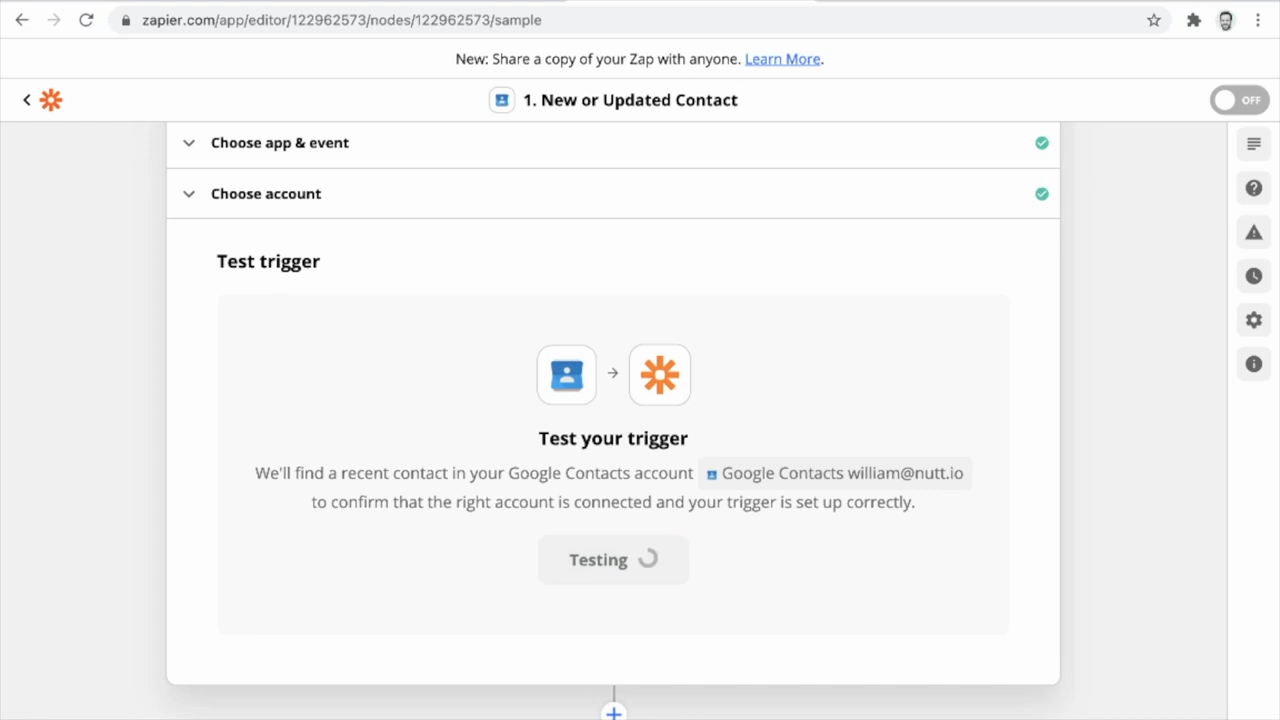 zapier.com/app/editor/122962573/nodes/122962573/sample
New: Share a copy of your Zap with anyone. Learn More.
1. New or Updated Contact
OFF
Choose app & event
Choose account
Test trigger
Test your trigger
We'll find a recent contact in your Google Contacts account Google Contacts william@nutt.io
to confirm that the right account is connected and your trigger is set up correctly.
Testing